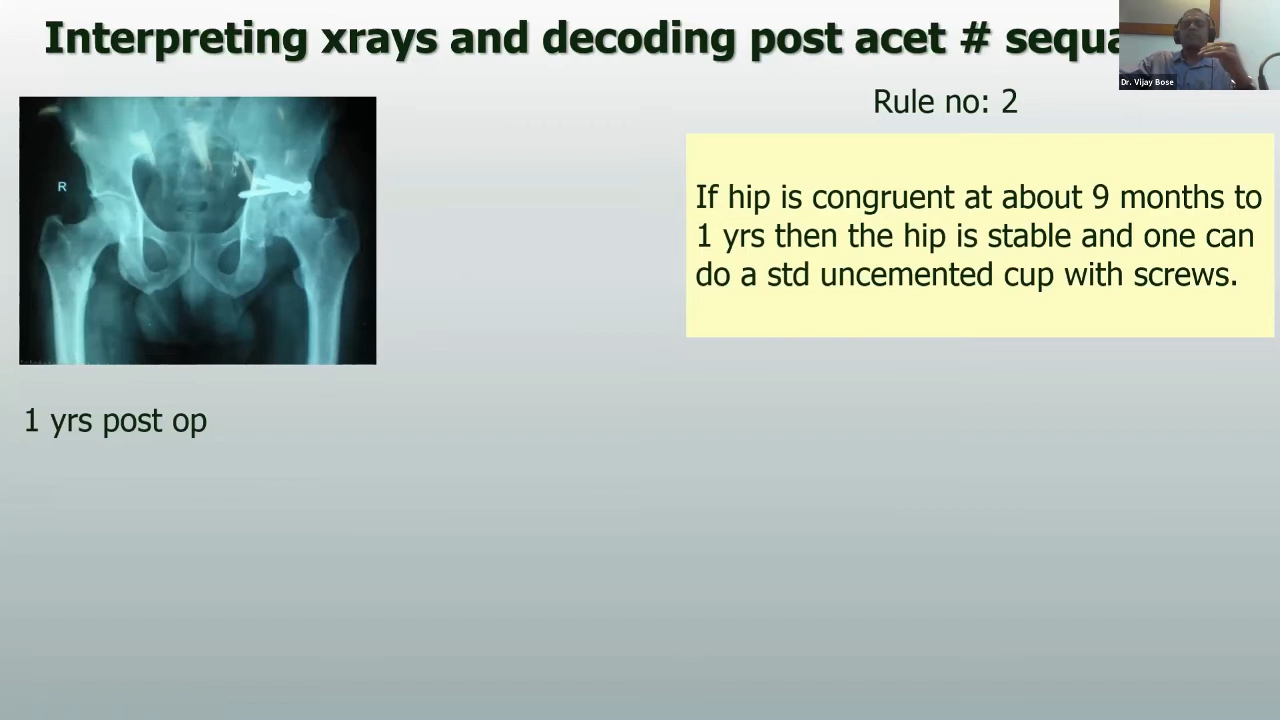 Interpreting xrays and decoding post acet # sequa
Dr. Vijay Bose
Rule no: 2
R
If hip is congruent at about 9 months to
1 yrs then the hip is stable and one can
do a std uncemented cup with screws.
1 yrs post op